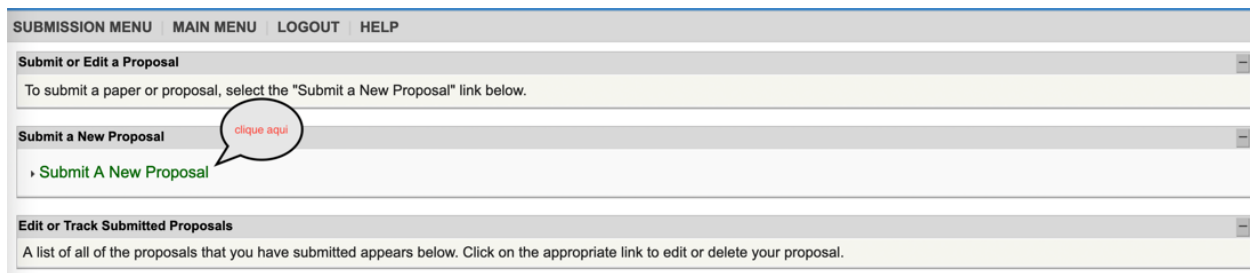 SUBMISSION MENU | MAIN MENU | LOGOUT | HELP
Submit or Edit a Proposal
To submit a paper or proposal, select the "Submit a New Proposal" link below.
clique aqui
Submit a New Proposal
Submit A New Proposal
Edit or Track Submitted Proposals
A list of all of the proposals that you have submitted appears below. Click on the appropriate link to edit or delete your proposal.